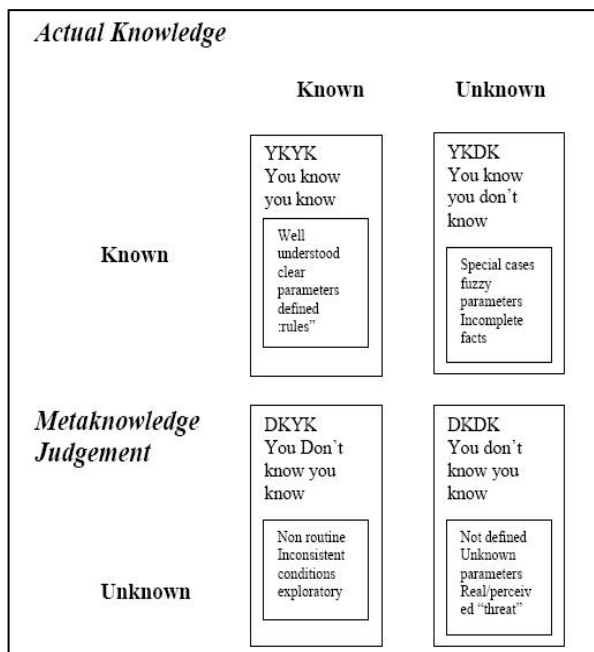 Actual Knowledge
Known
Unknown
YKYK
You know
you know
Well
understood
clear
parameters
defined
:rules”
YKDK
You know
you don’t
know
Special cases
fuzzy
parameters
Incomplete
facts
Known
Metaknowledge
Judgement
DKYK
You Don’t
know you
know
Non routine
Inconsistent
conditions
exploratory
DKDK
You don’t
know you
know
Not defined
Unknown
parameters
Real/perceiv
ed “threat”
Unknown